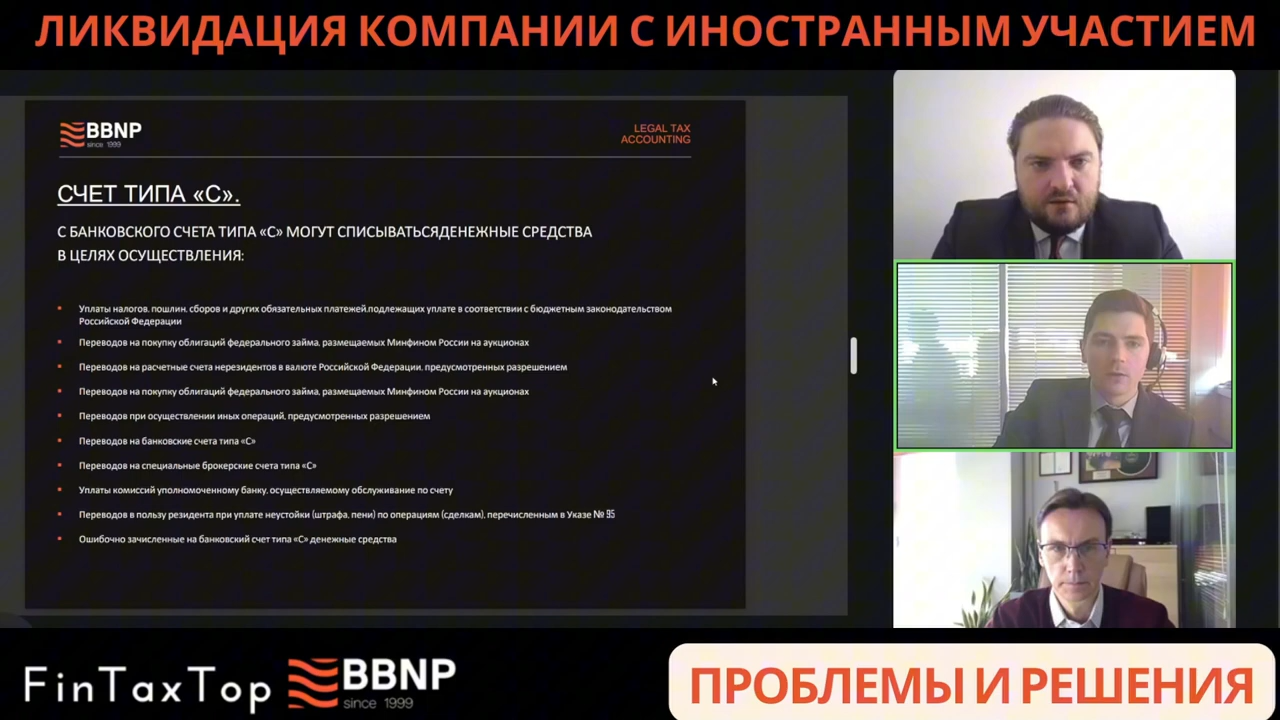 ЛИКВИДАЦИЯ КОМПАНИИ С ИНОСТРАННЫМ УЧАСТИЕМ
BBNP
since 1999
LEGAL TAX
ACCOUNTING
СЧЕТ ТИПА «С».
С БАНКОВСКОГО СЧЕТА ТИПА «С» МОГУТ СПИСЫВАТЬСЯДЕНЕЖНЫЕ СРЕДСТВА
В ЦЕЛЯХ ОСУЩЕСТВЛЕНИЯ:
Уплаты налогов, пошлин, сборов и других обязательных платежей,подлежащих уплате в соответствии с бюджетным законодательством
Российской Федерации
Переводов на покупку облигаций федерального займа, размещаемых Минфином России на аукционах
Переводов на расчетные счета нерезидентов в валюте Российской Федерации, предусмотренных разрешением
Переводов на покупку облигаций федерального займа, размещаемых Минфином России на аукционах
Переводов при осуществлении иных операций, предусмотренных разрешением
Переводов на банковские счета типа «С»
Переводов на специальные брокерские счета типа «С»
Уплаты комиссий уполномоченному банку, осуществляемому обслуживание по счету
Переводов в пользу резидента при уплате неустойки (штрафа, пени) по операциям (сделкам), перечисленным в Указе № 95
Ошибочно зачисленные на банковский счет типа «С» денежные средства
FinTaxTop
BBNP
since 1999
ПРОБЛЕМЫ И РЕШЕНИЯ